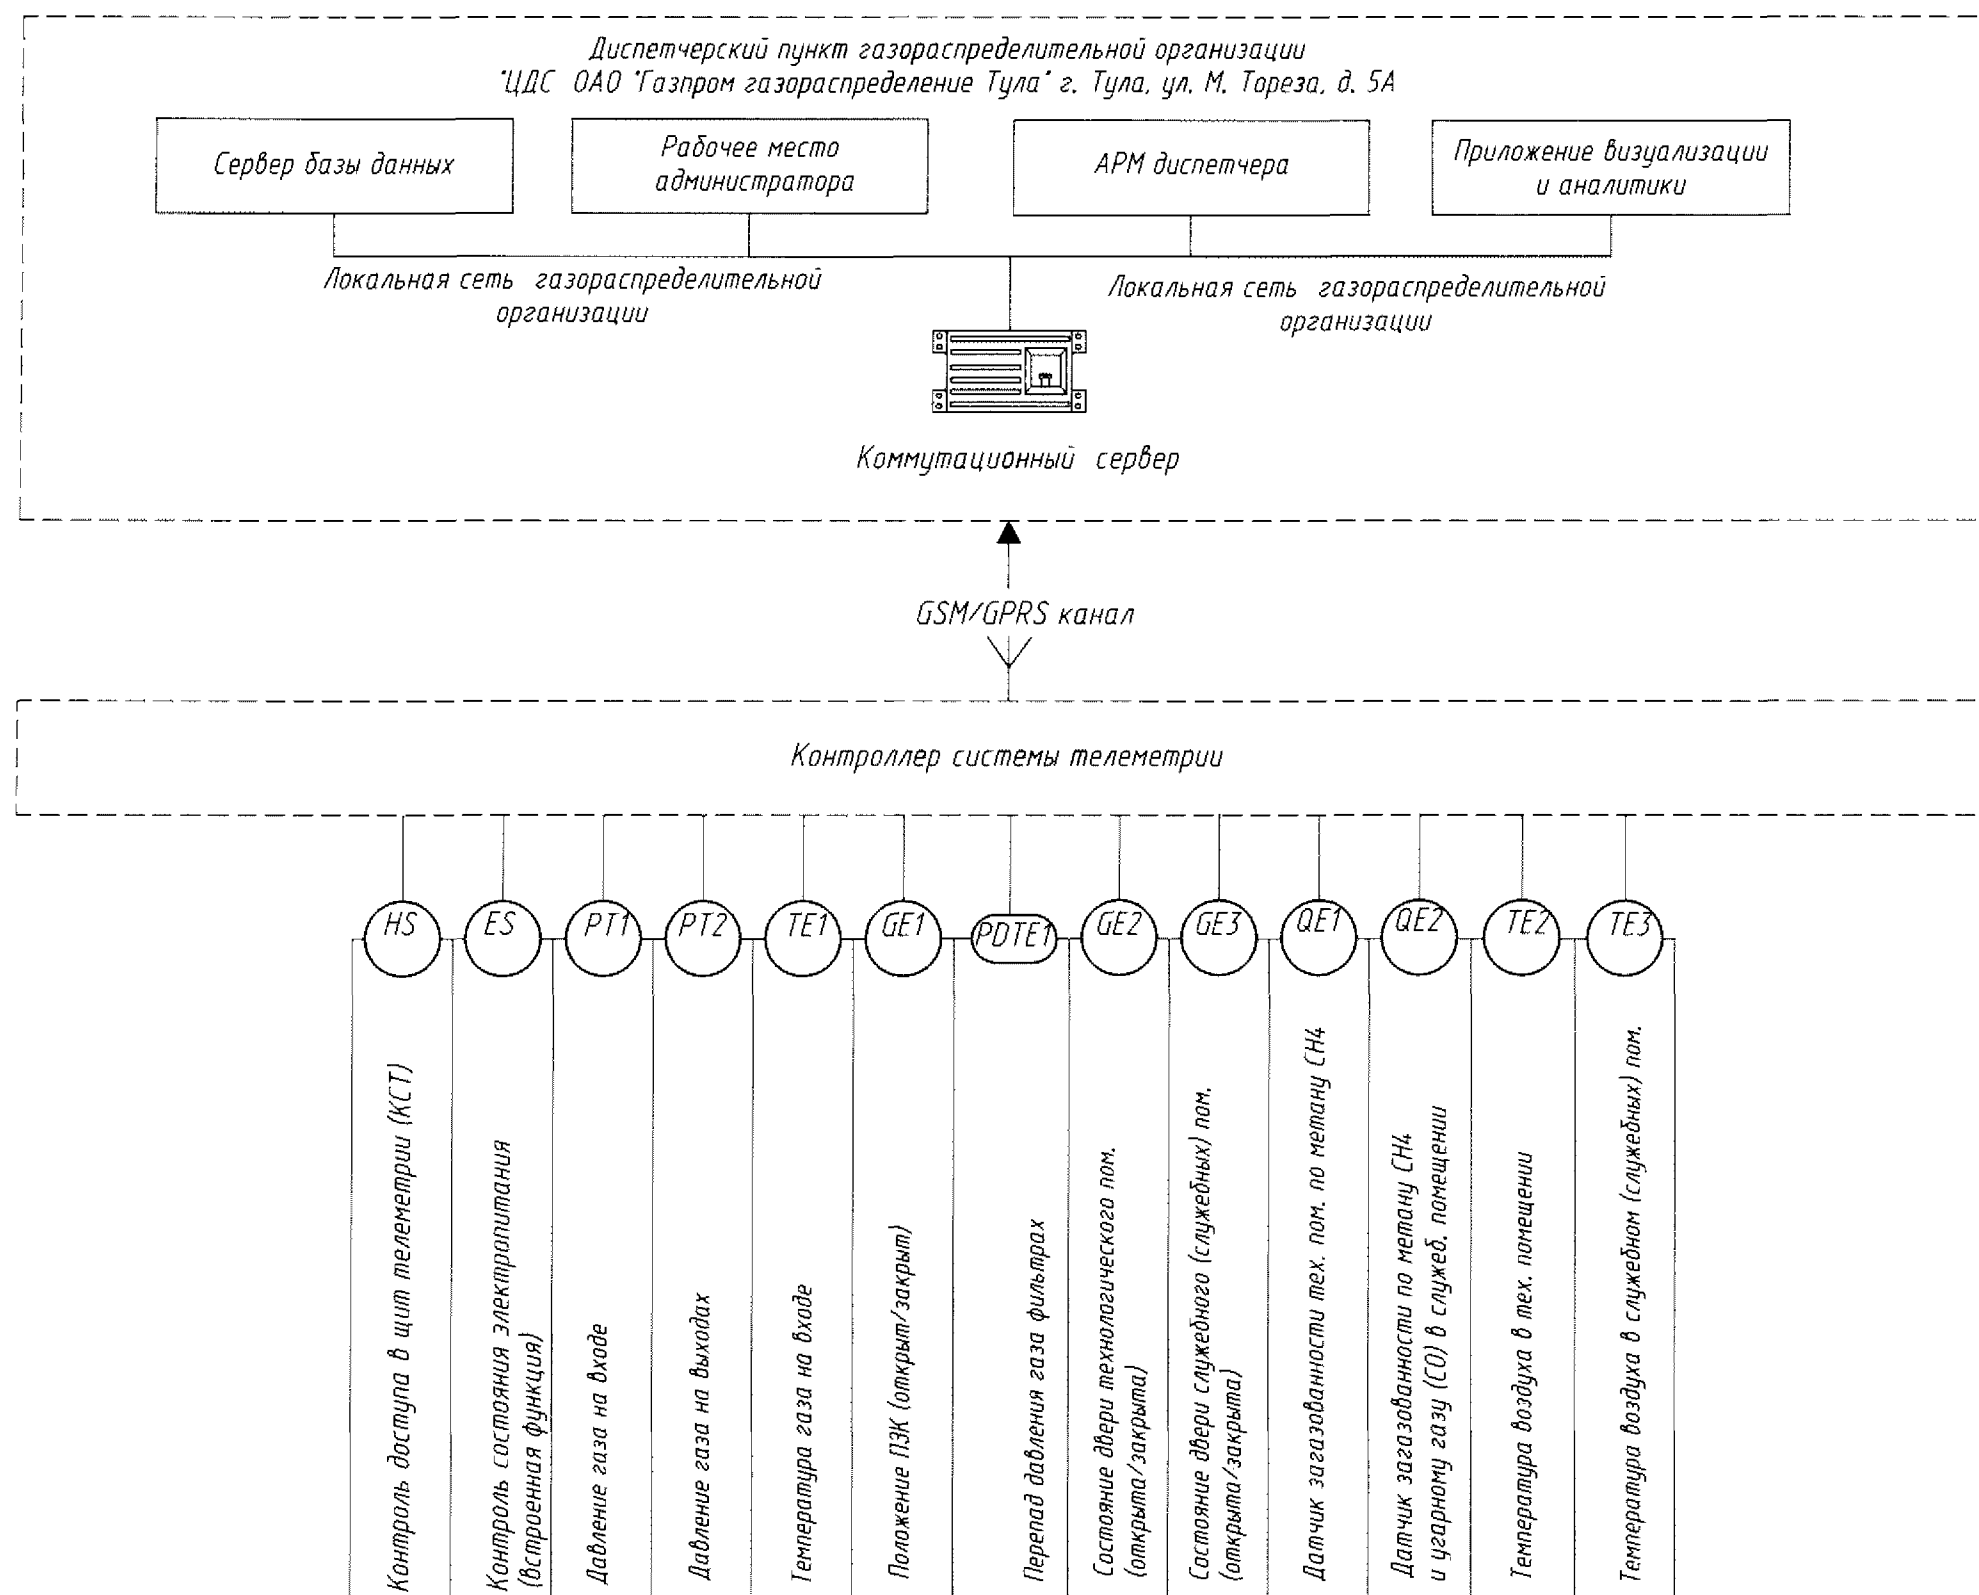 Диспетчерский пункт газораспределительной организации
"ЦДС ОАО "Газпром газораспределение Тула" г. Тула, ул. М. Тореза, д. 5А
Сервер базы данных
Рабочее место
администратора
АРМ диспетчера
Приложение визуализации
и аналитики
Локальная сеть газораспределительной
организации
Локальная сеть газораспределительной
организации
Коммутационный сервер
GSM/GPRS канал
Контроллер системы телеметрии
HS
ES
PT1
PT2
TE1
GE1
PDTE1
GE2
GE3
QE1
QE2
TE2
TE3
Контроль доступа в щит телеметрии (КСТ)
Контроль состояния электропитания
(встроенная функция)
Давление газа на входе
Давление газа на выходах
Температура газа на входе
Положение ПЗК (открыт/закрыт)
Перепад давления газа фильтрах
Состояние двери технологического пом.
(открыта/закрыта)
Состояние двери служебного (служебных) пом.
(открыта/закрыта)
Датчик загазованности тех. пом. по метану СН4
Датчик загазованности по метану СН4
и угарному газу (СО) в служеб. помещении
Температура воздуха в тех. помещении
Температура воздуха в служебном (служебных) пом.